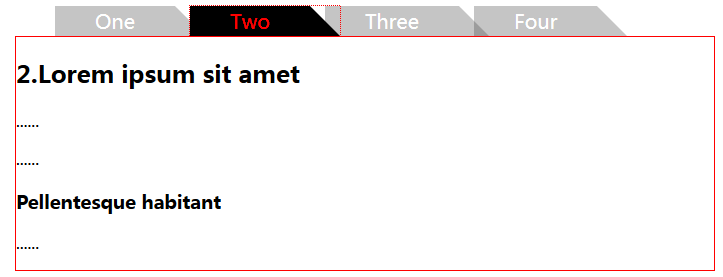 One Two Three Four
2.Lorem ipsum sit amet
......
......
Pellentesque habitant
......